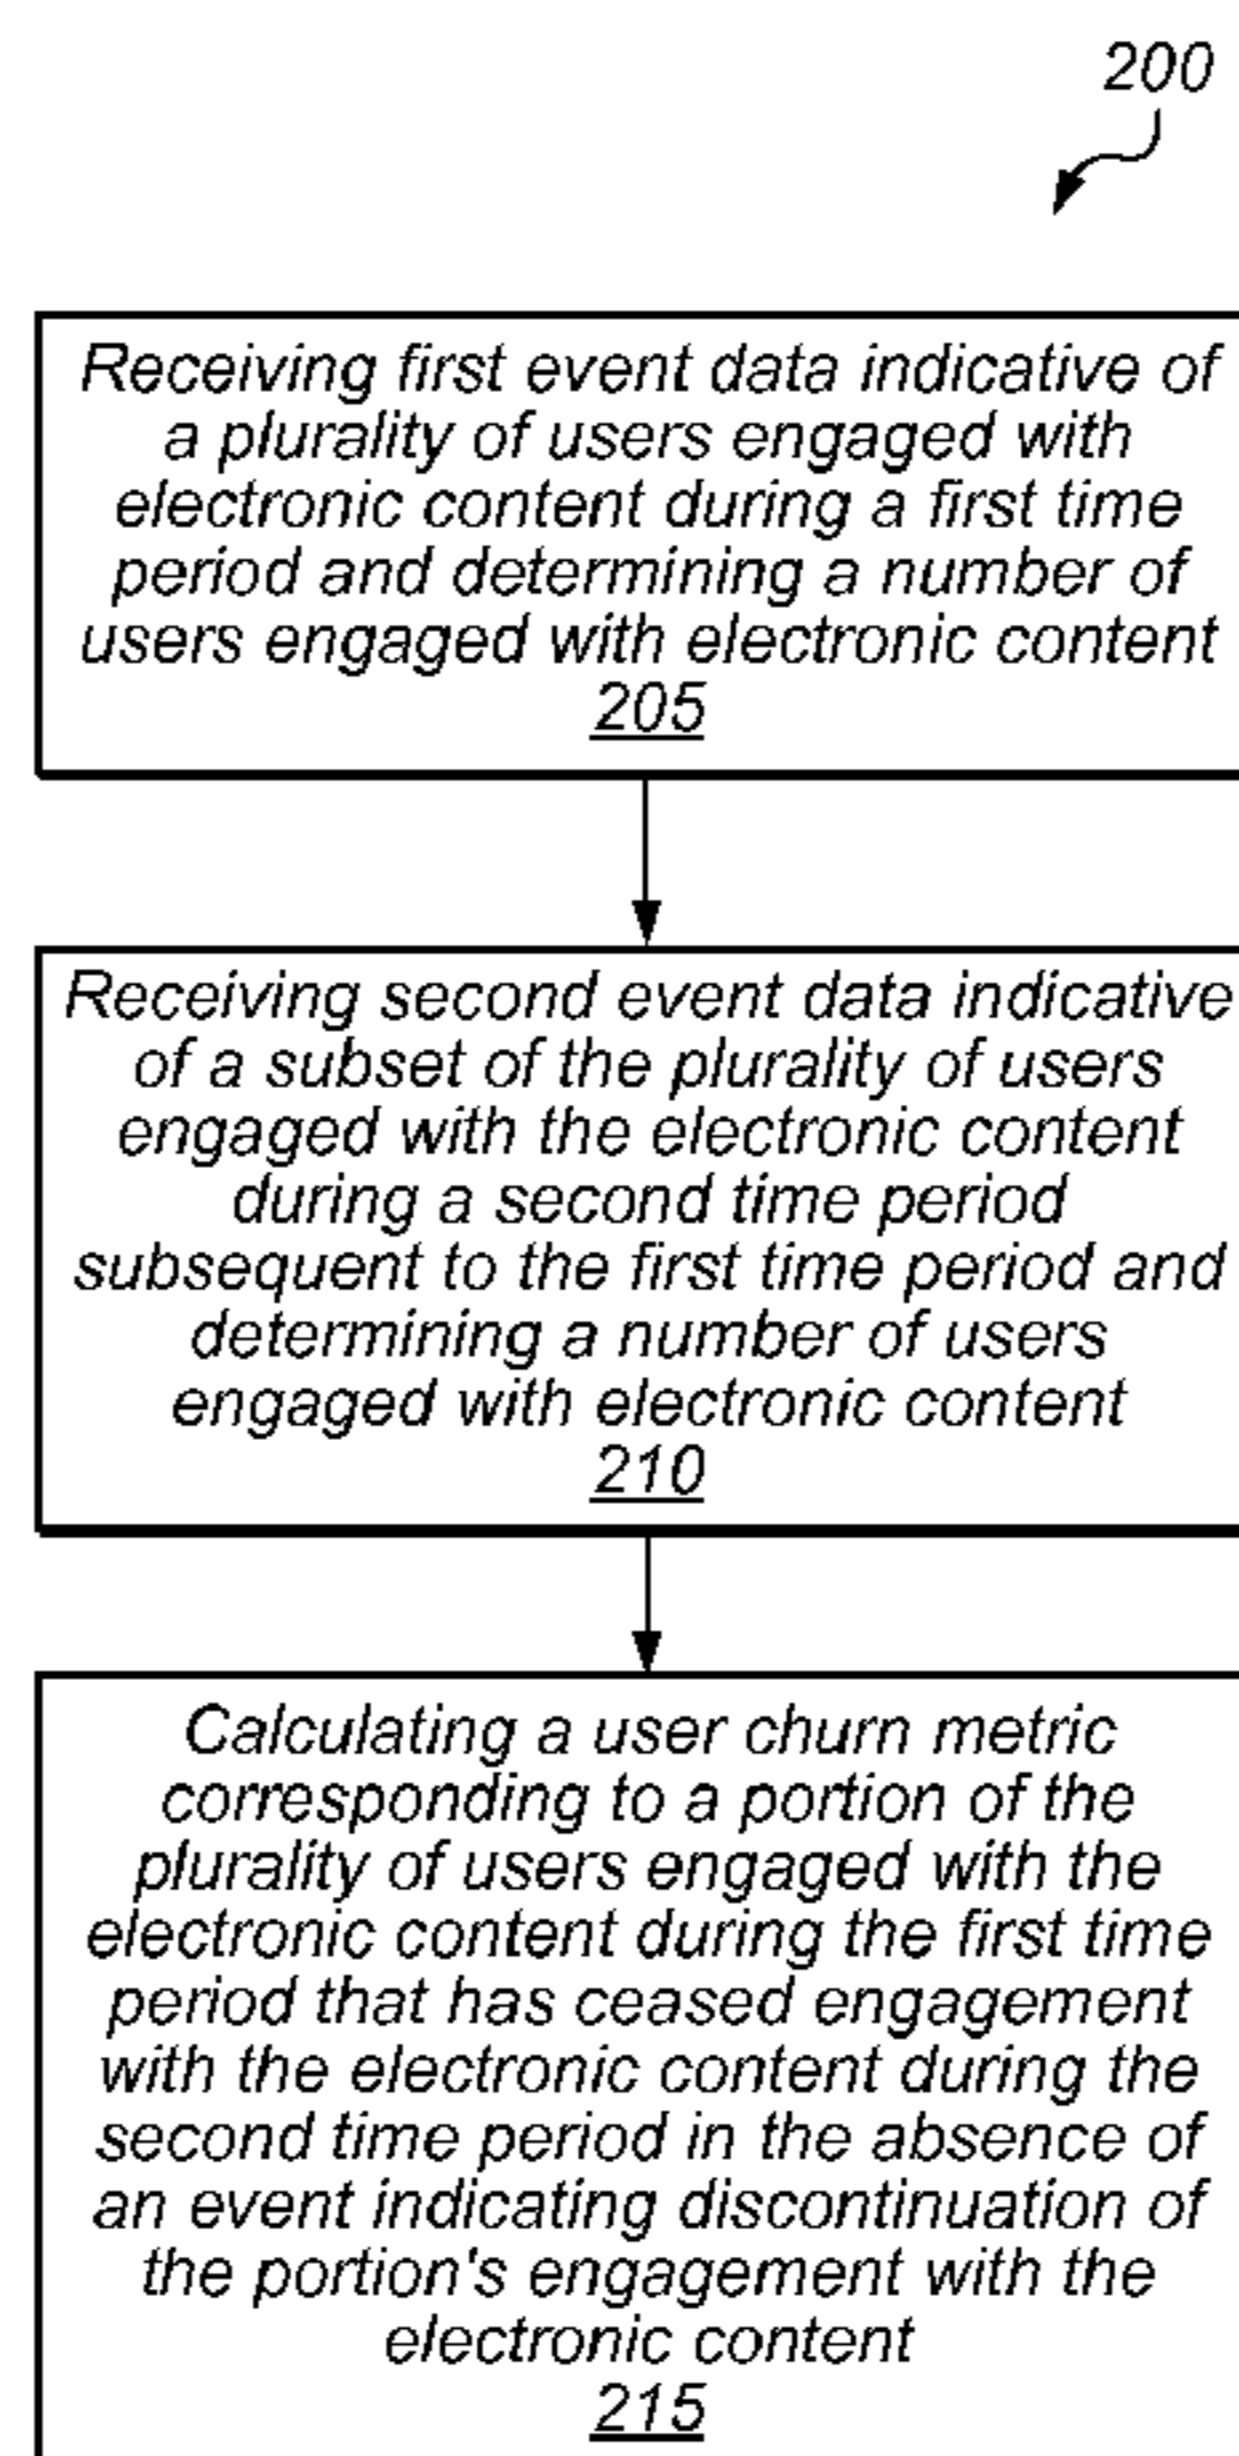 200
Receiving first event data indicative of
a plurality of users engaged with
electronic content during a first time
period and determining a number of
users engaged with electronic content
205
Receiving second event data indicative
of a subset of the plurality of users
engaged with the electronic content
during a second time period
subsequent to the first time period and
determining a number of users
engaged with electronic content
210
Calculating a user churn metric
corresponding to a portion of the
plurality of users engaged with the
electronic content during the first time
period that has ceased engagement
with the electronic content during the
second time period in the absence of
an event indicating discontinuation of
the portion's engagement with the
electronic content
215